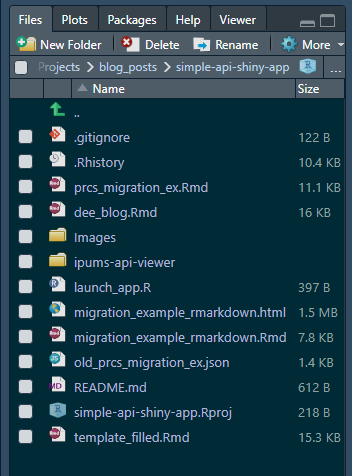 Files Plots Packages Help Viewer
New Folder Delete Rename More
Projects blog_posts simple-api-shiny-app ...
Name Size
..
.gitignore 122 B
.Rhistory 10.4 KB
prcs_migration_ex.Rmd 11.1 KB
dee_blog.Rmd 16 KB
Images
ipums-api-viewer
launch_app.R 397 B
migration_example_rmarkdown.html 1.5 MB
migration_example_rmarkdown.Rmd 7.8 KB
old_prcs_migration_ex.json 1.4 KB
README.md 612 B
simple-api-shiny-app.Rproj 218 B
template_filled.Rmd 15.3 KB